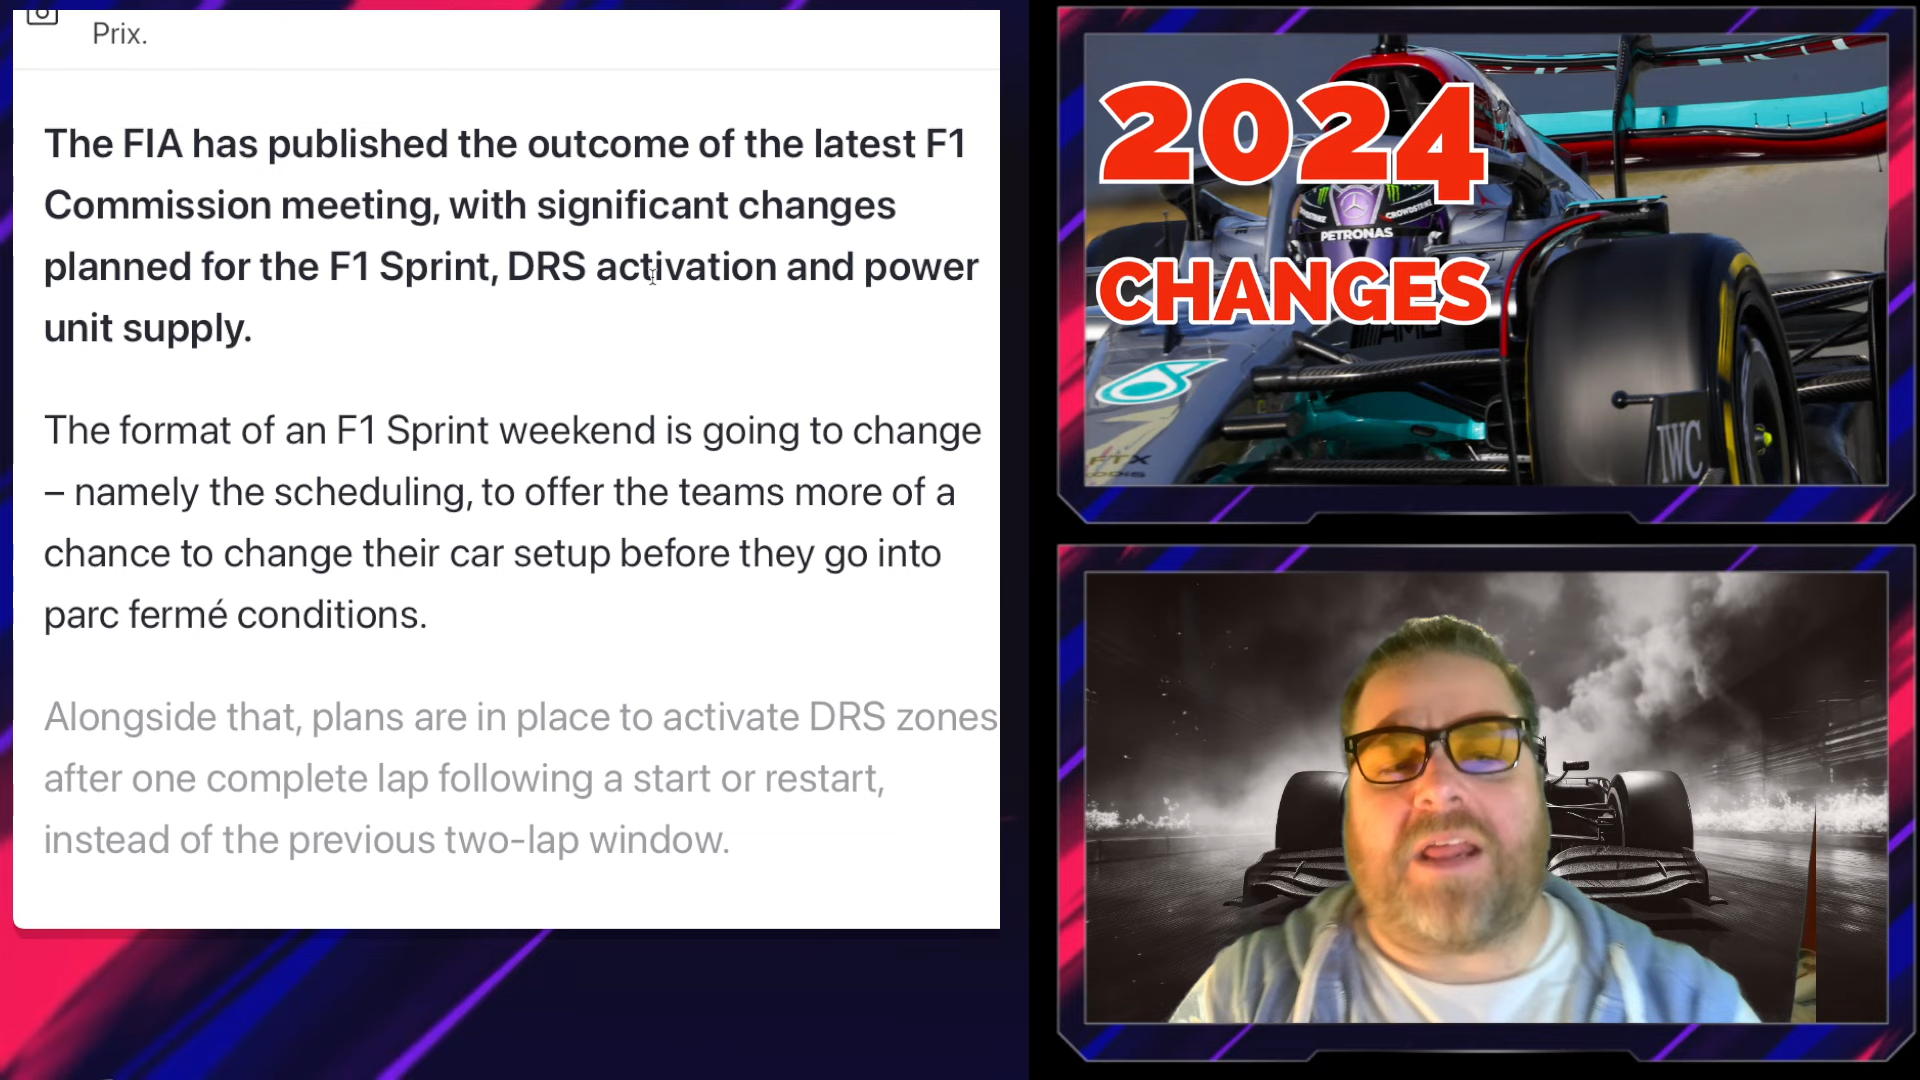 Prix.
The FIA has published the outcome of the latest F1
Commission meeting, with significant changes
planned for the F1 Sprint, DRS activation and power
unit supply.
The format of an F1 Sprint weekend is going to change
– namely the scheduling, to offer the teams more of a
chance to change their car setup before they go into
parc fermé conditions.
Alongside that, plans are in place to activate DRS zones
after one complete lap following a start or restart,
instead of the previous two-lap window.
2024
CHANGES
CROWDSTRIKE
PETRONAS
AMG
IWC
FTX